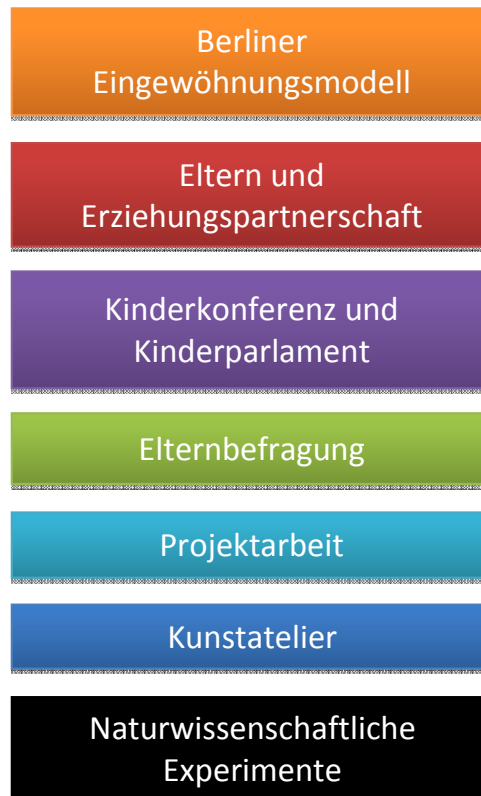 Berliner
Eingewöhnungsmodell
Eltern und
Erziehungspartnerschaft
Kinderkonferenz und
Kinderparlament
Elternbefragung
Projektarbeit
Kunstatelier
Naturwissenschaftliche
Experimente